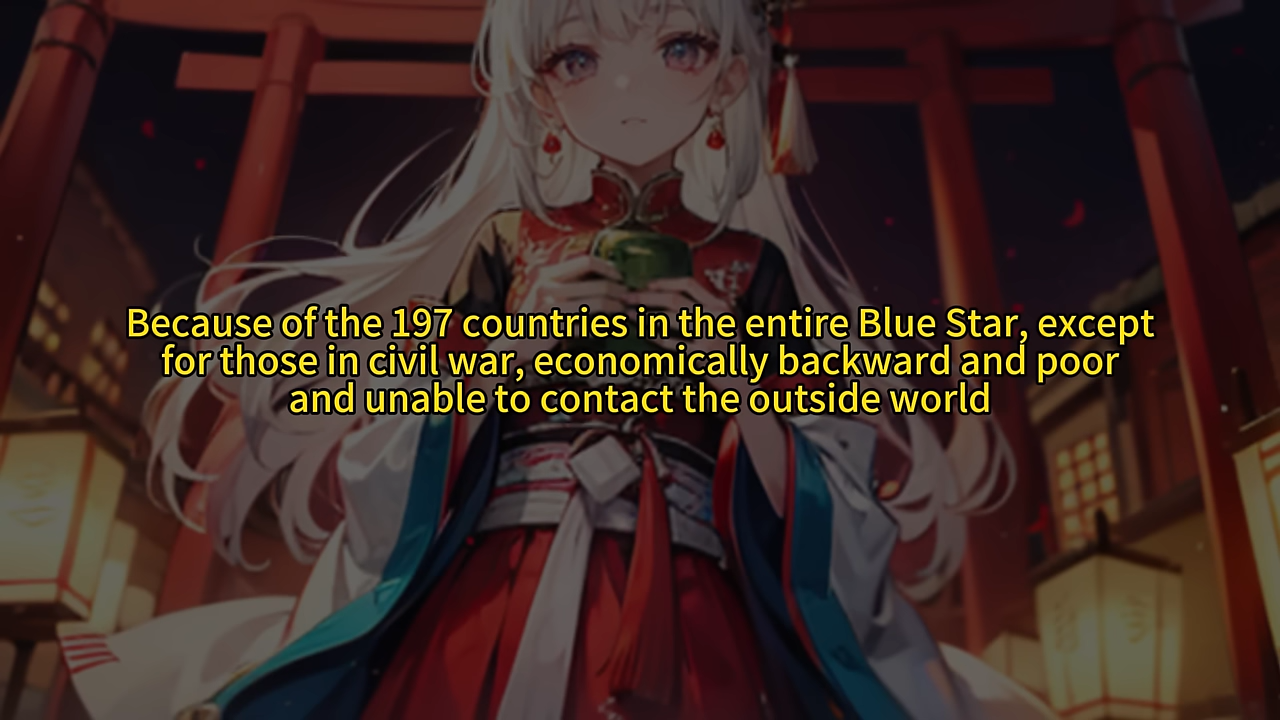 Because of the 197 countries in the entire Blue Star, except
for those in civil war, economically backward and poor
and unable to contact the outside world